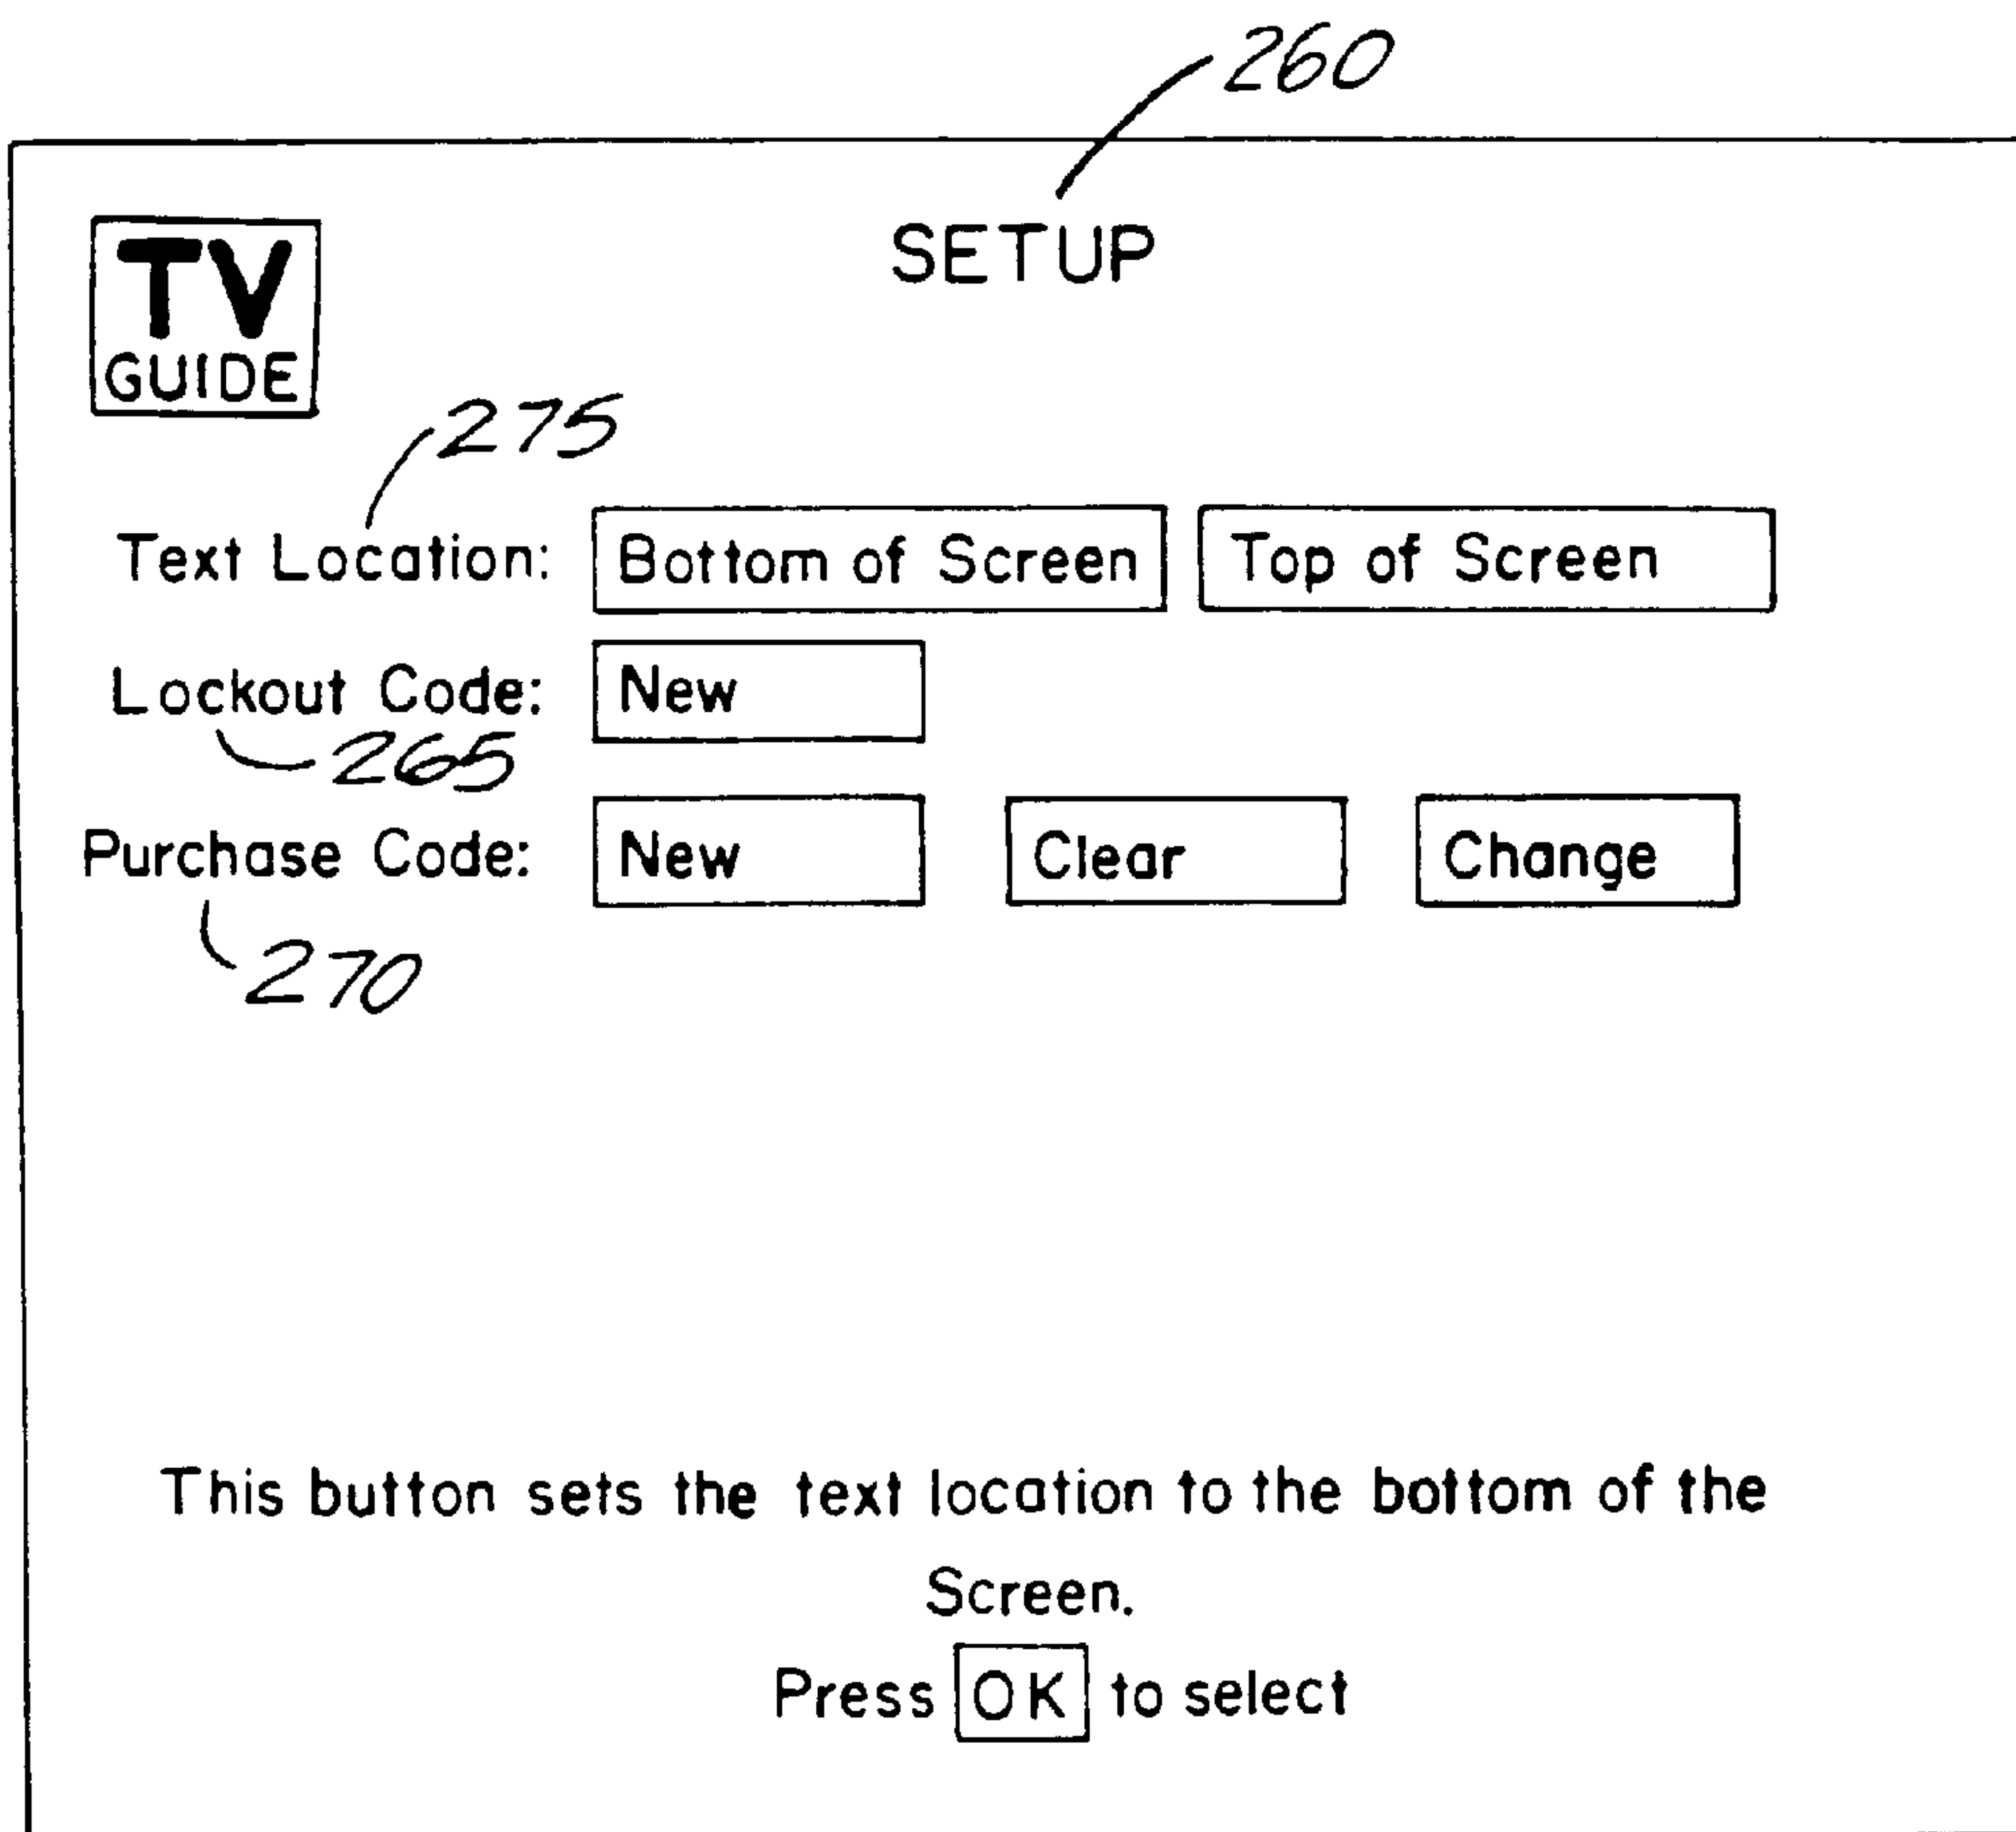 260
TV
GUIDE
SETUP
275
Text Location: Bottom of Screen Top of Screen
Lockout Code: New
265
Purchase Code: New Clear Change
270
This button sets the text location to the bottom of the
Screen.
Press OK to select